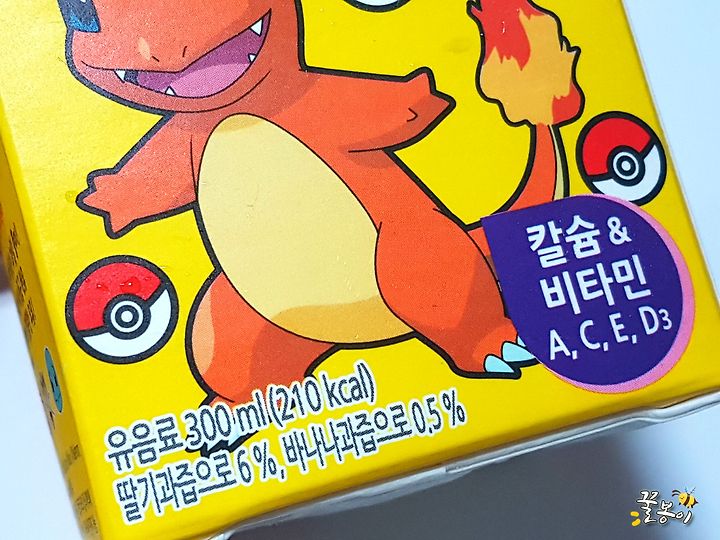 칼슘 &
비타민
A, C, E, D3
유음료 300 ml (210 kcal)
딸기과즙으로 6 %, 바나나과즙으로 0.5 %
꿀봉이